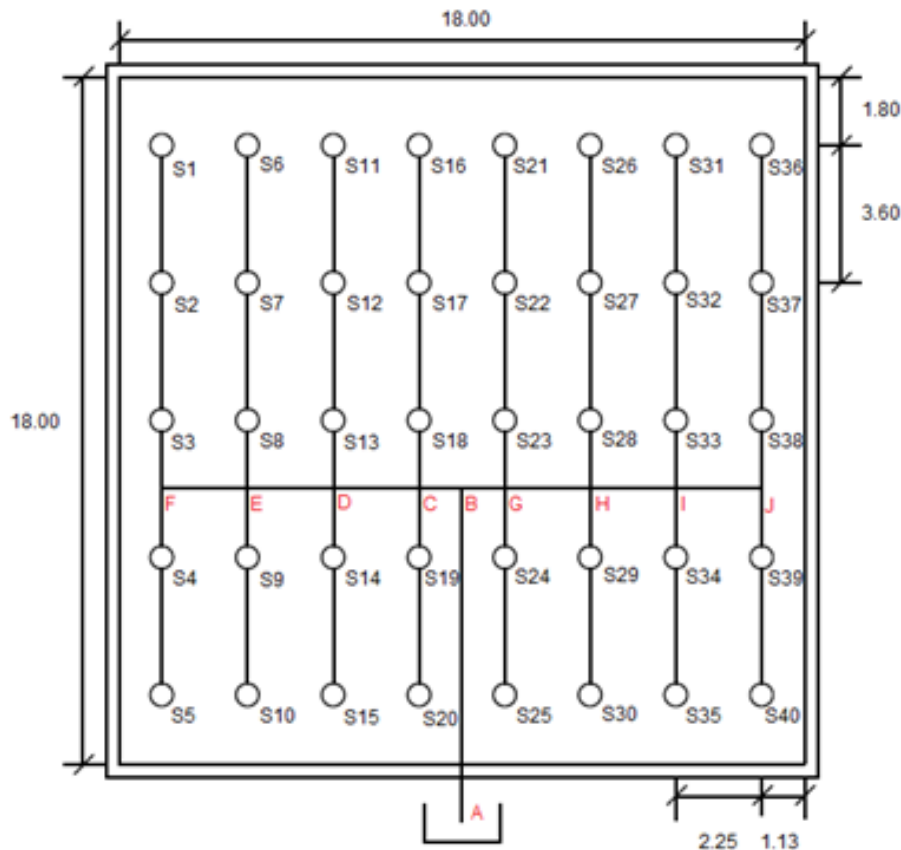 18.00
1.80
S1 S6 S11 S16 S21 S26 S31 S36
3.60
S2 S7 S12 S17 S22 S27 S32 S37
18.00
S3 S8 S13 S18 S23 S28 S33 S38
F E D C B G H I J
S4 S9 S14 S19 S24 S29 S34 S39
S5 S10 S15 S20 S25 S30 S35 S40
A
2.25 1.13